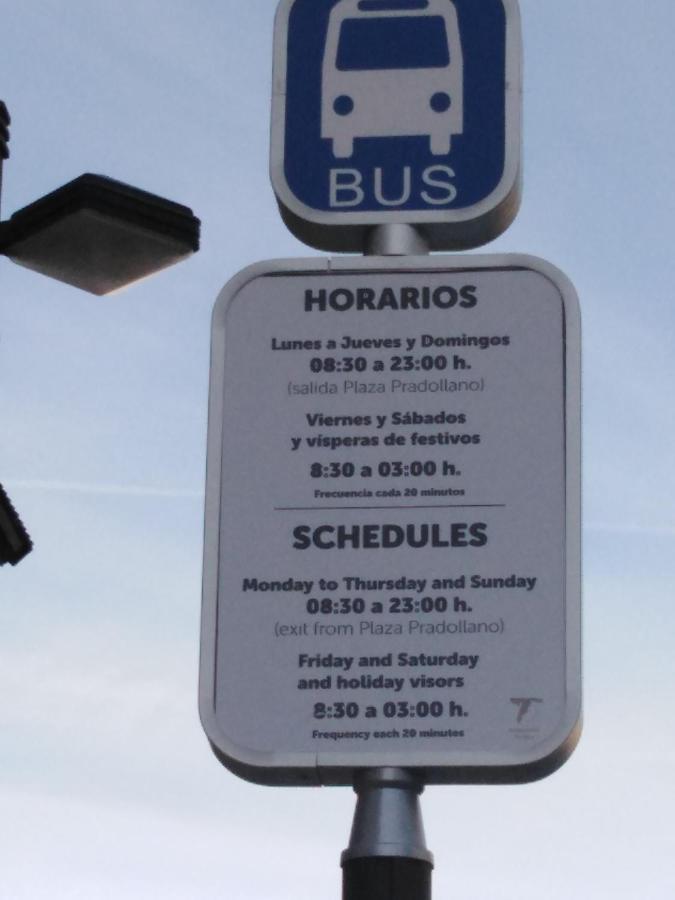 BUS
HORARIOS
Lunes a Jueves y Domingos
08:30 a 23:00 h.
(salida Plaza Pradollano)
Viernes y Sábados
y vísperas de festivos
8:30 a 03:00 h.
Frecuencia cada 20 minutos
SCHEDULES
Monday to Thursday and Sunday
08:30 a 23:00 h.
(exit from Plaza Pradollano)
Friday and Saturday
and holiday visors
8:30 a 03:00 h.
Frequency each 20 minutes